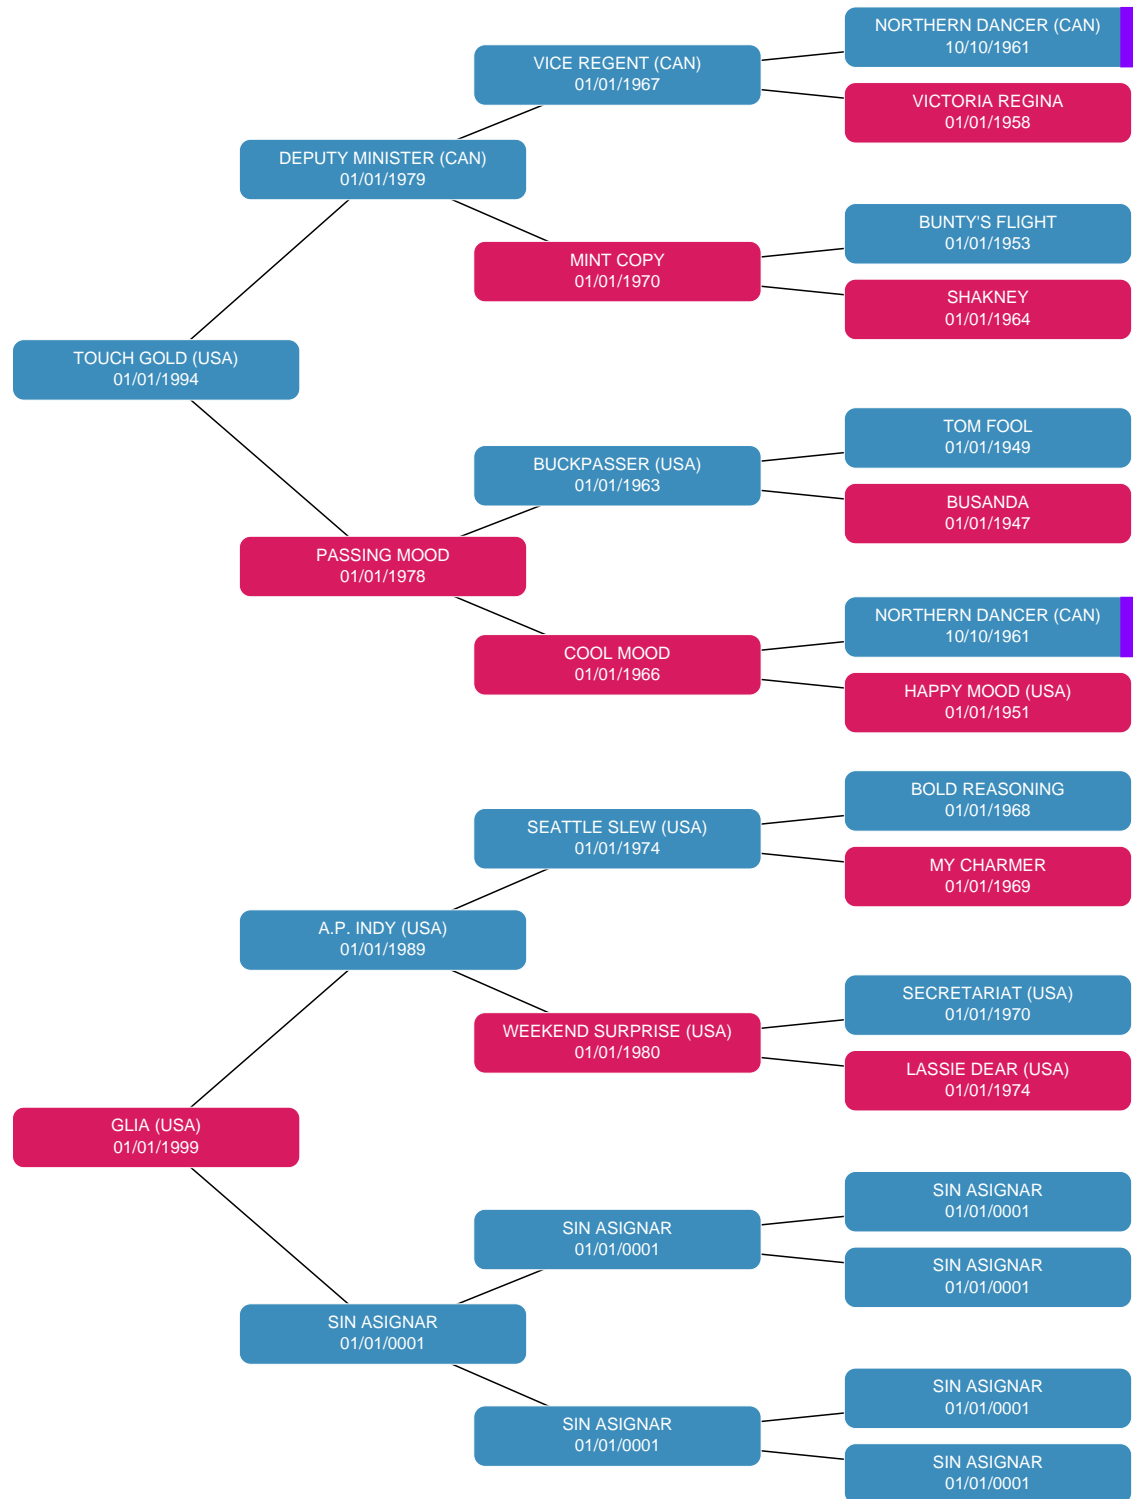 NORTHERN DANCER (CAN)
10/10/1961
VICE REGENT (CAN)
01/01/1967
VICTORIA REGINA
01/01/1958
DEPUTY MINISTER (CAN)
01/01/1979
BUNTY'S FLIGHT
01/01/1953
MINT COPY
01/01/1970
SHAKNEY
01/01/1964
TOUCH GOLD (USA)
01/01/1994
TOM FOOL
01/01/1949
BUCKPASSER (USA)
01/01/1963
BUSANDA
01/01/1947
PASSING MOOD
01/01/1978
NORTHERN DANCER (CAN)
10/10/1961
COOL MOOD
01/01/1966
HAPPY MOOD (USA)
01/01/1951
BOLD REASONING
01/01/1968
SEATTLE SLEW (USA)
01/01/1974
MY CHARMER
01/01/1969
A.P. INDY (USA)
01/01/1989
SECRETARIAT (USA)
01/01/1970
WEEKEND SURPRISE (USA)
01/01/1980
LASSIE DEAR (USA)
01/01/1974
GLIA (USA)
01/01/1999
SIN ASIGNAR
01/01/0001
SIN ASIGNAR
01/01/0001
SIN ASIGNAR
01/01/0001
SIN ASIGNAR
01/01/0001
SIN ASIGNAR
01/01/0001
SIN ASIGNAR
01/01/0001
SIN ASIGNAR
01/01/0001